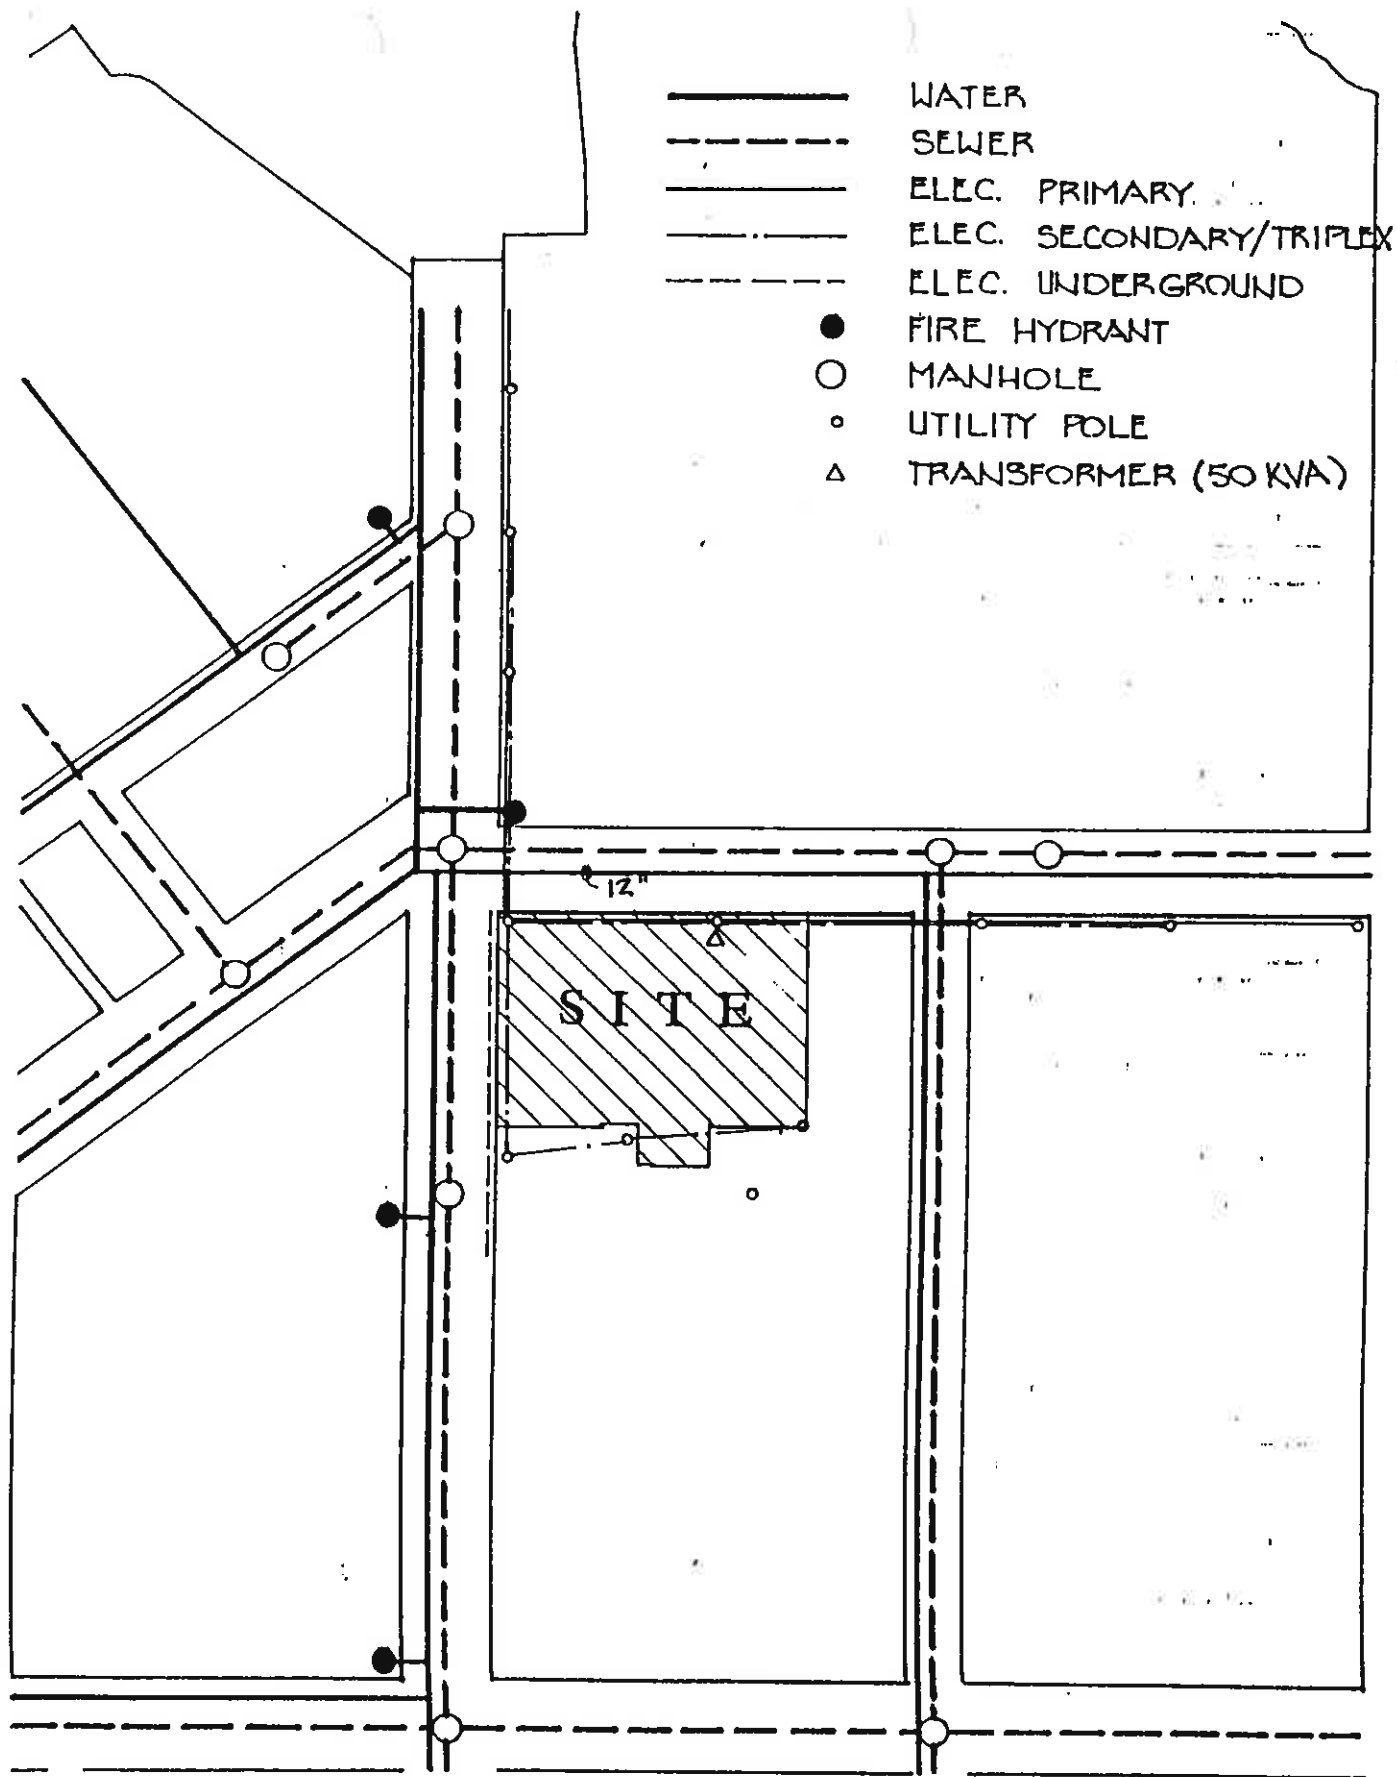 WATER
SEWER
ELEC. PRIMARY.
ELEC. SECONDARY/TRIPLEX
ELEC. UNDERGROUND
FIRE HYDRANT
MANHOLE
UTILITY POLE
TRANSFORMER (50 KVA)
12"
SITE